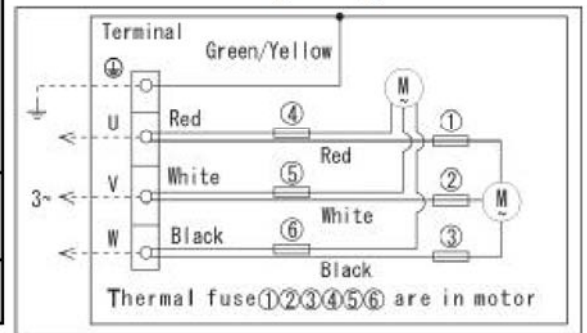 Terminal
Green/Yellow
M
~
U
Red
④
①
Red
3~
V
White
⑤
②
M
~
White
W
Black
⑥
③
Black
Thermal fuse①②③④⑤⑥ are in motor